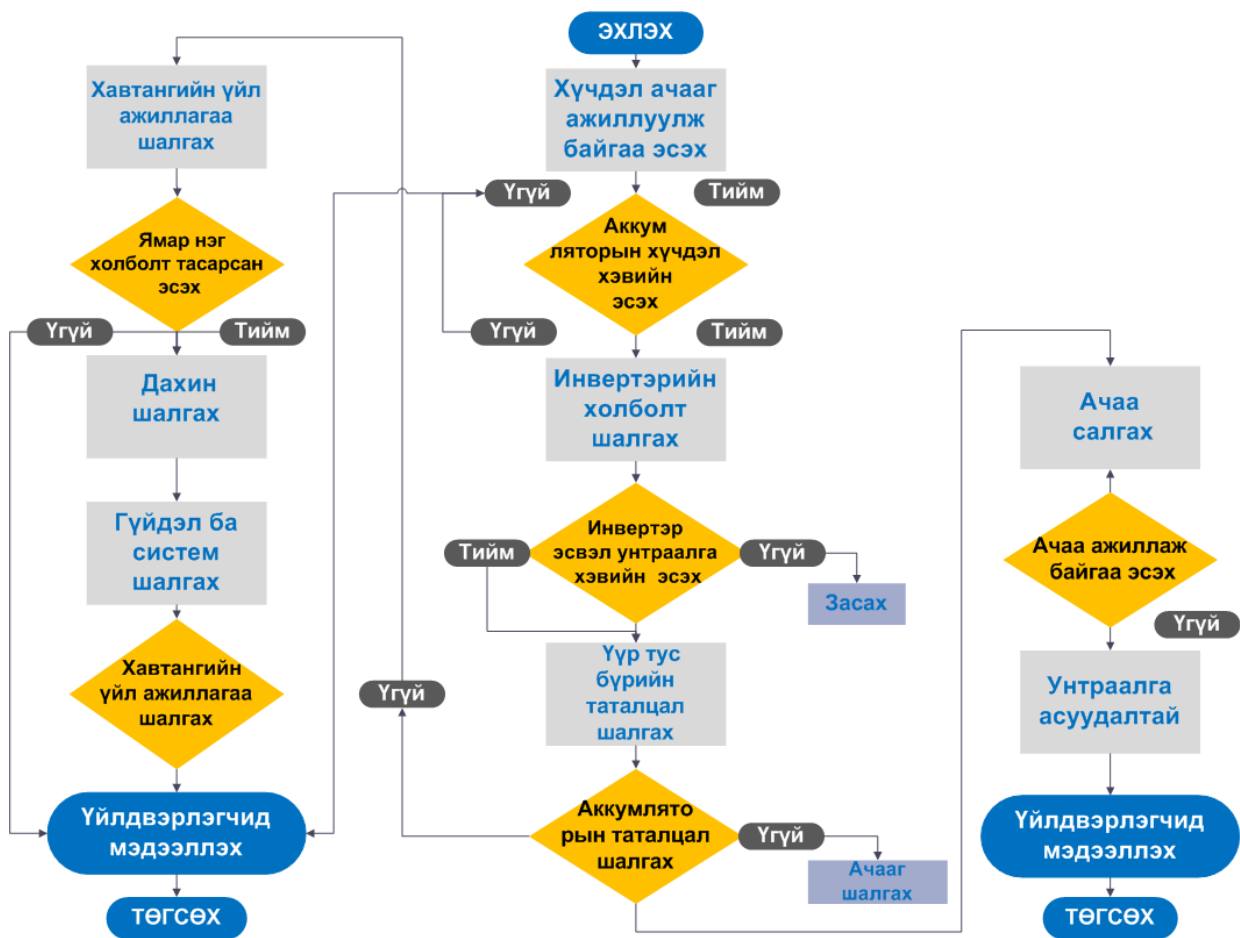 ЭХЛЭХ
Хүчдэл ачааг
ажиллуулж
байгаа эсэх
Үгүй
Тийм
Аккум
ляторын хүчдэл
хэвийн
эсэх
Үгүй
Тийм
Инвертэрийн
холболт
шалгах
Инвертэр
эсвэл унтраалга
хэвийн эсэх
Тийм
Үгүй
Засах
Үүр тус
бүрийн
таталцал
шалгах
Үгүй
Аккумлято
рын таталцал
шалгах
Үгүй
Ачааг
шалгах
Хавтангийн үйл
ажиллагаа
шалгах
Ямар нэг
холболт тасарсан
эсэх
Үгүй
Тийм
Дахин
шалгах
Гүйдэл ба
систем
шалгах
Хавтангийн
үйл ажиллагаа
шалгах
Үйлдвэрлэгчид
мэдээллэх
ТӨГСӨХ
Ачаа
салгах
Ачаа ажиллаж
байгаа эсэх
Үгүй
Унтраалга
асуудалтай
Үйлдвэрлэгчид
мэдээллэх
ТӨГСӨХ